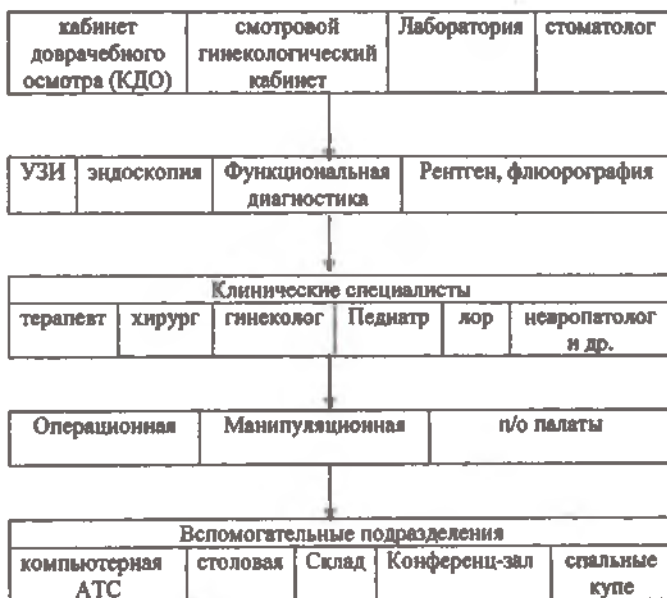 кабинет смотровой Лаборатория стоматолог
доврачебного гинекологический
осмотра (КДО) кабинет
УЗИ эндоскопия Функциональная Рентген, флюорография
диагностика
Клинические специалисты
терапевт хирург гинеколог Педиатр лор невропатолог
и др.
Операционная Манипуляционная п/о палаты
Вспомогательные подразделения
компьютерная столовая Склад Конференц-зал спальные
АТС купе